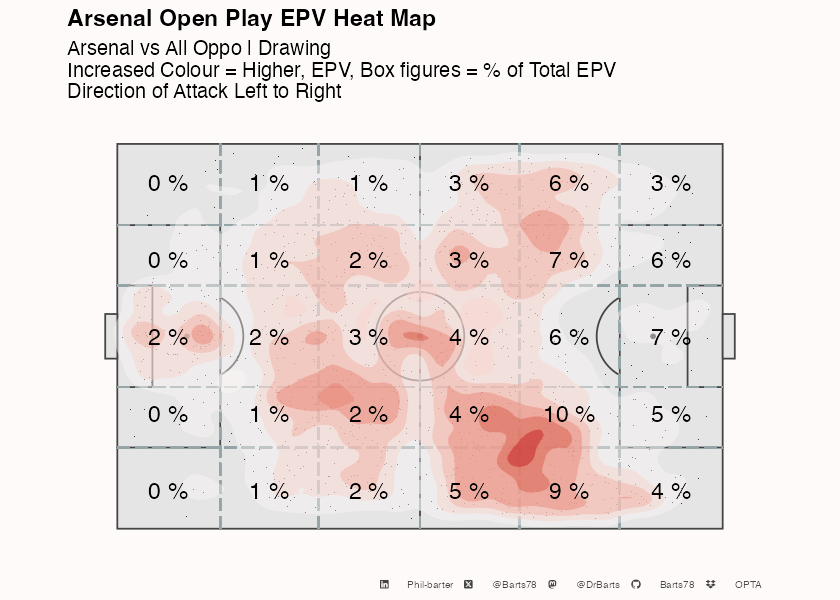 Arsenal Open Play EPV Heat Map
Arsenal vs All Oppo | Drawing
Increased Colour = Higher, EPV, Box figures = % of Total EPV
Direction of Attack Left to Right
0 % 1 % 1 % 3 % 6 % 3 %
0 % 1 % 2 % 3 % 7 % 6 %
2 % 2 % 3 % 4 % 6 % 7 %
0 % 1 % 2 % 4 % 10 % 5 %
0 % 1 % 2 % 5 % 9 % 4 %
Phil-barter @Barts78 @DrBarts Barts78 OPTA